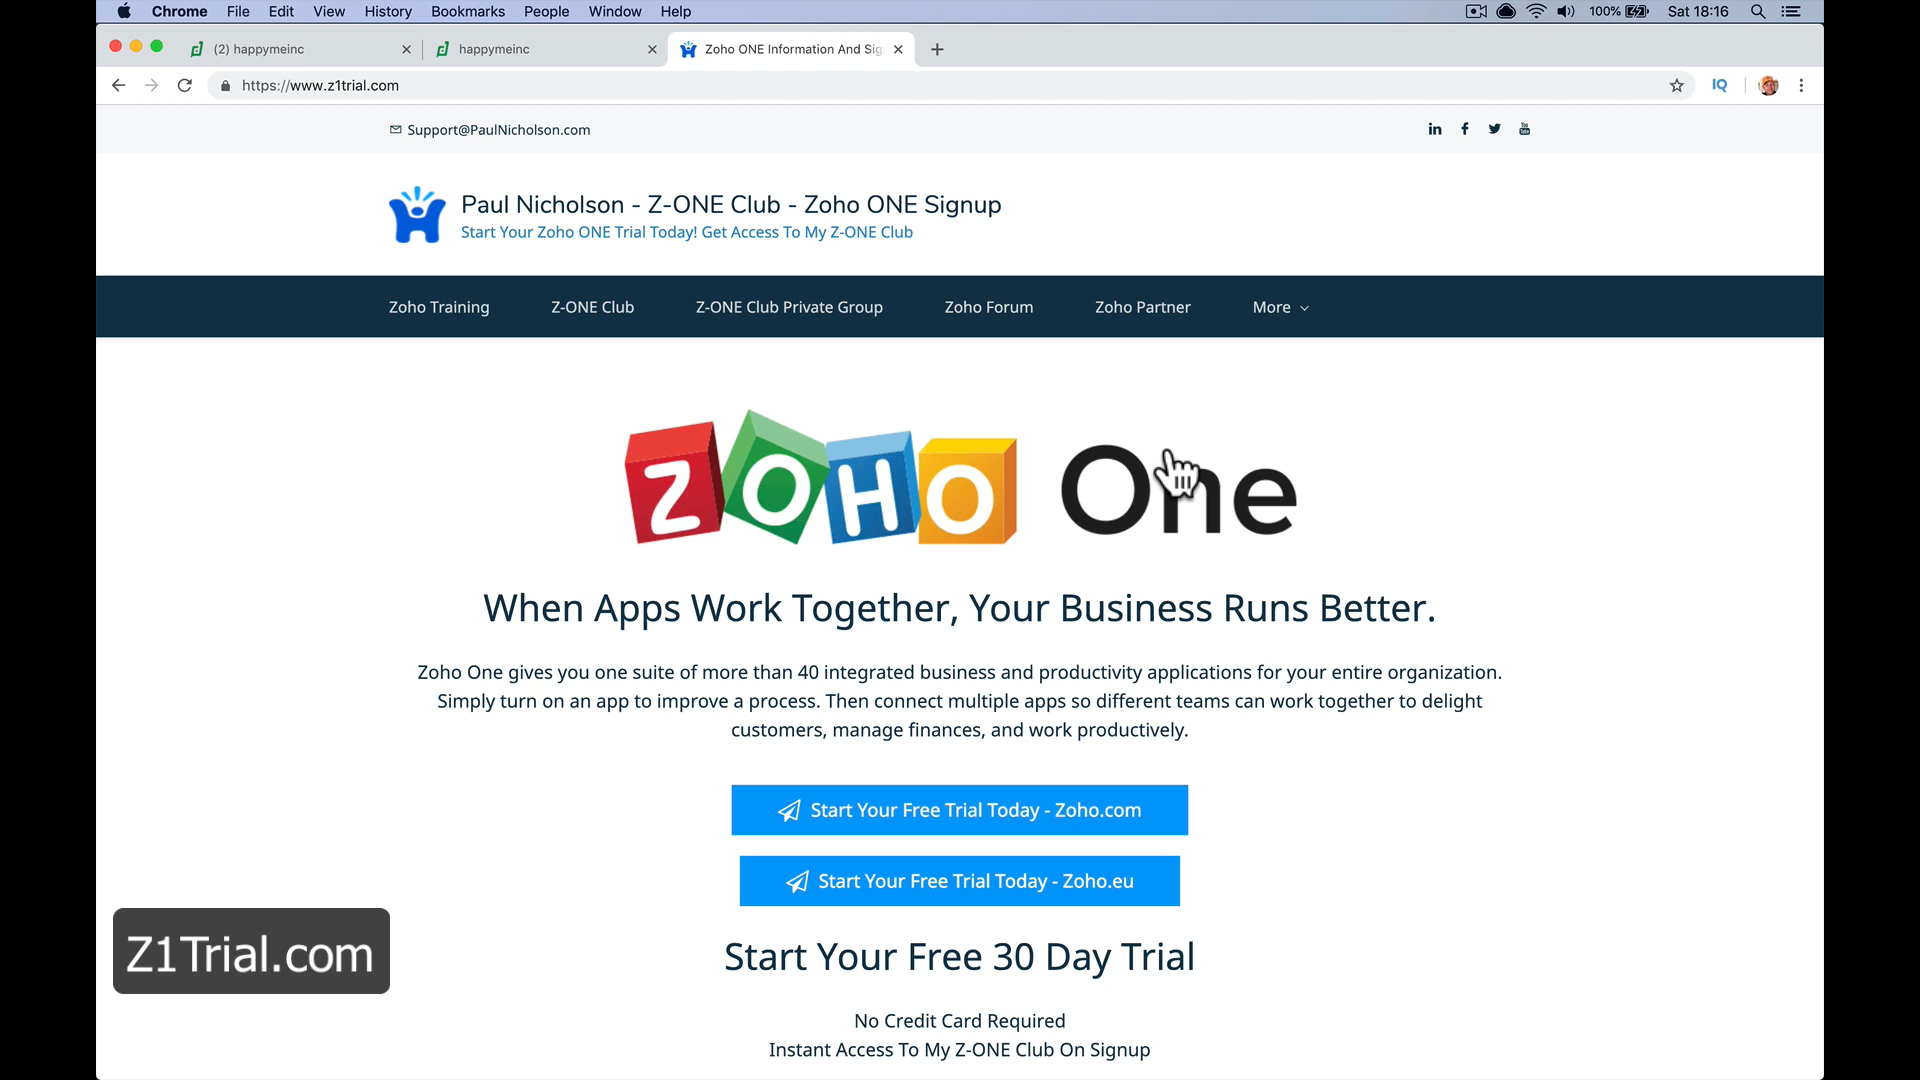 Chrome File Edit View History Bookmarks People Window Help 100% Sat 18:16
(2) happymeinc happymeinc Zoho ONE Information And Sig
https://www.z1trial.com IQ
Support@PaulNicholson.com
Paul Nicholson - Z-ONE Club - Zoho ONE Signup
Start Your Zoho ONE Trial Today! Get Access To My Z-ONE Club
Zoho Training Z-ONE Club Z-ONE Club Private Group Zoho Forum Zoho Partner More
ZOHO One
When Apps Work Together, Your Business Runs Better.
Zoho One gives you one suite of more than 40 integrated business and productivity applications for your entire organization.
Simply turn on an app to improve a process. Then connect multiple apps so different teams can work together to delight
customers, manage finances, and work productively.
Start Your Free Trial Today - Zoho.com
Start Your Free Trial Today - Zoho.eu
Z1Trial.com
Start Your Free 30 Day Trial
No Credit Card Required
Instant Access To My Z-ONE Club On Signup